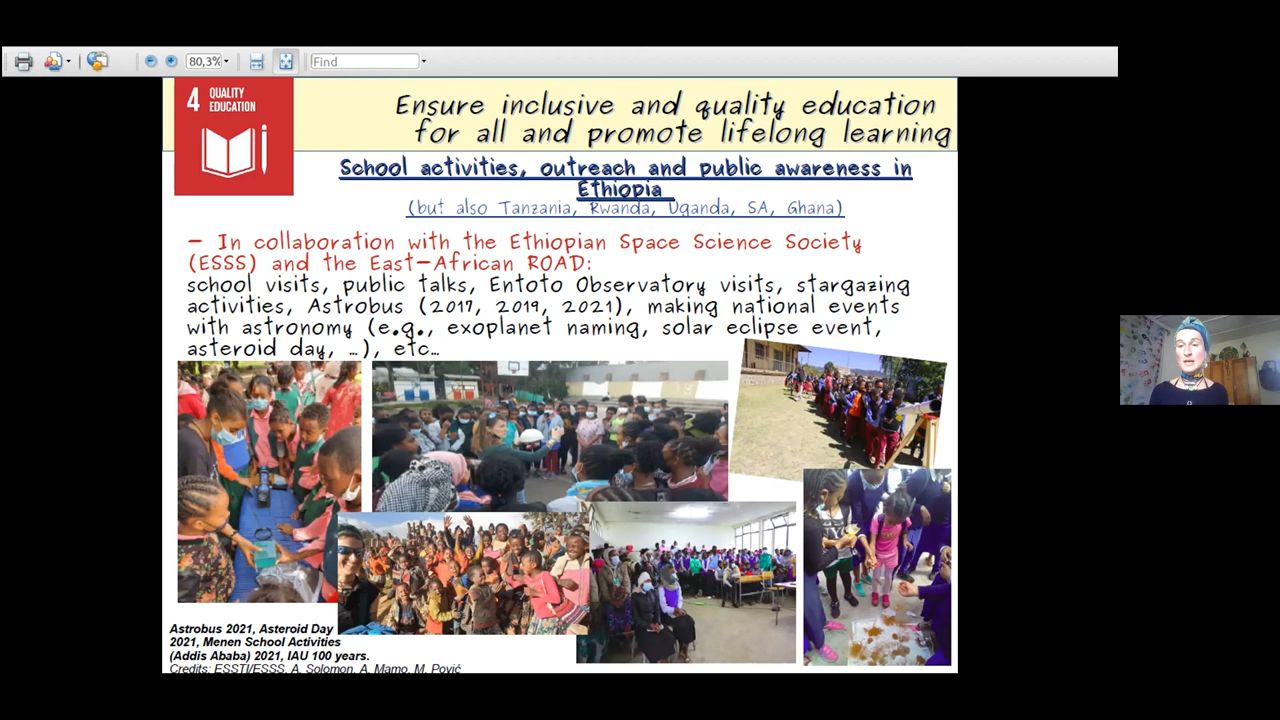 80,3%
Find
4 QUALITY
EDUCATION
Ensure inclusive and quality education
for all and promote lifelong learning
School activities, outreach and public awareness in
Ethiopia
(but also Tanzania, Rwanda, Uganda, SA, Ghana)
– In collaboration with the Ethiopian Space Science Society
(ESSS) and the East-African ROAD:
school visits, public talks, Entoto Observatory visits, stargazing
activities, Astrobus (2017, 2019, 2021), making national events
with astronomy (e.g., exoplanet naming, solar eclipse event,
asteroid day, …), etc…
Astrobus 2021, Asteroid Day
2021, Menen School Activities
(Addis Ababa) 2021, IAU 100 years.
Credits: ESSTI/ESSS, A. Solomon, A. Mamo, M. Pović